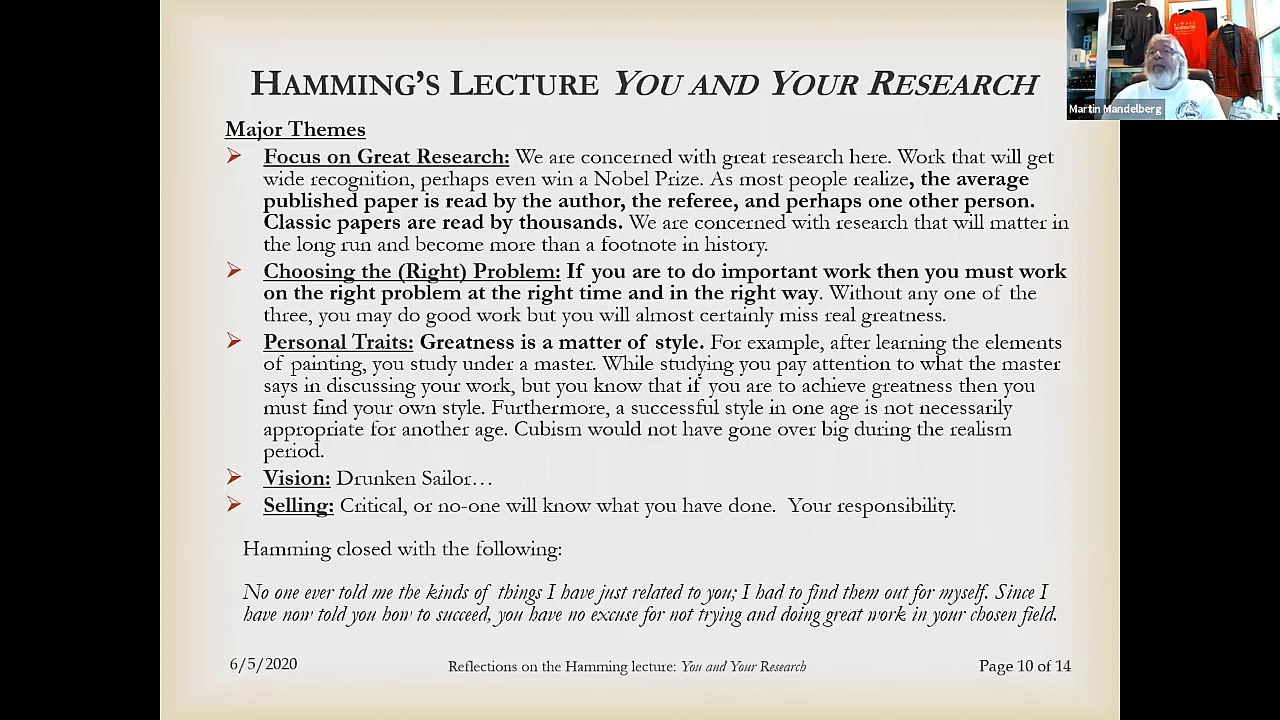 HAMMING'S LECTURE YOU AND YOUR RESEARCH
Martin Mandelberg
Major Themes
Focus on Great Research: We are concerned with great research here. Work that will get
wide recognition, perhaps even win a Nobel Prize. As most people realize, the average
published paper is read by the author, the referee, and perhaps one other person.
Classic papers are read by thousands. We are concerned with research that will matter in
the long run and become more than a footnote in history.
Choosing the (Right) Problem: If you are to do important work then you must work
on the right problem at the right time and in the right way. Without any one of the
three, you may do good work but you will almost certainly miss real greatness.
Personal Traits: Greatness is a matter of style. For example, after learning the elements
of painting, you study under a master. While studying you pay attention to what the master
says in discussing your work, but you know that if you are to achieve greatness then you
must find your own style. Furthermore, a successful style in one age is not necessarily
appropriate for another age. Cubism would not have gone over big during the realism
period.
Vision: Drunken Sailor…
Selling: Critical, or no-one will know what you have done. Your responsibility.
Hamming closed with the following:
No one ever told me the kinds of things I have just related to you; I had to find them out for myself. Since I
have now told you how to succeed, you have no excuse for not trying and doing great work in your chosen field.
6/5/2020
Reflections on the Hamming lecture: You and Your Research
Page 10 of 14